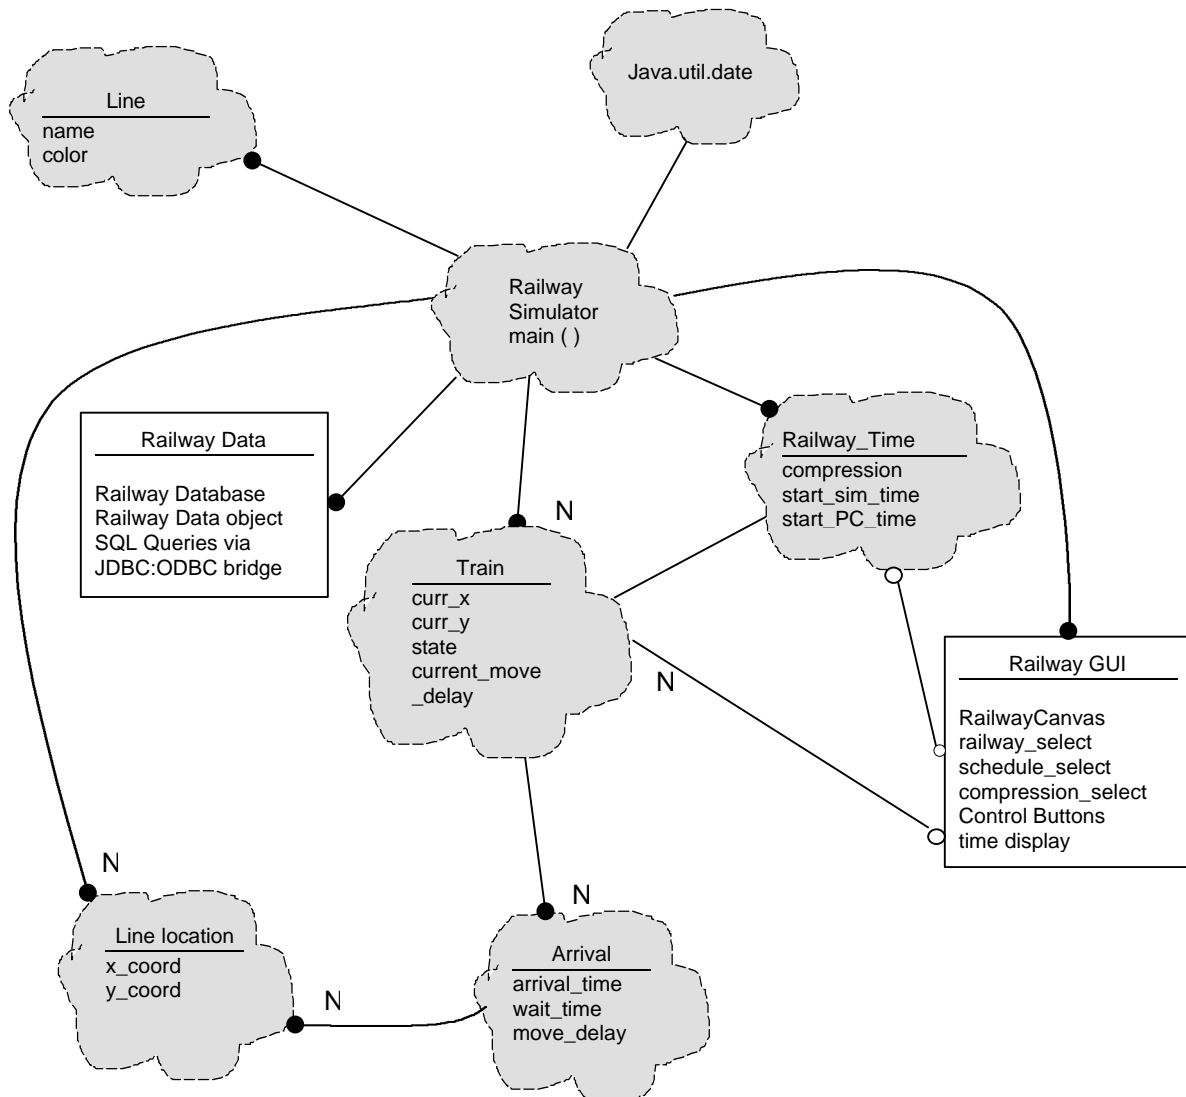 Java.util.date
Line
name
color
Railway
Simulator
main ( )
Railway Data
Railway Database
Railway Data object
SQL Queries via
JDBC:ODBC bridge
Railway_Time
compression
start_sim_time
start_PC_time
N
Train
curr_x
curr_y
state
current_move
_delay
N
Railway GUI
RailwayCanvas
railway_select
schedule_select
compression_select
Control Buttons
time display
N
N
Line location
x_coord
y_coord
N
Arrival
arrival_time
wait_time
move_delay